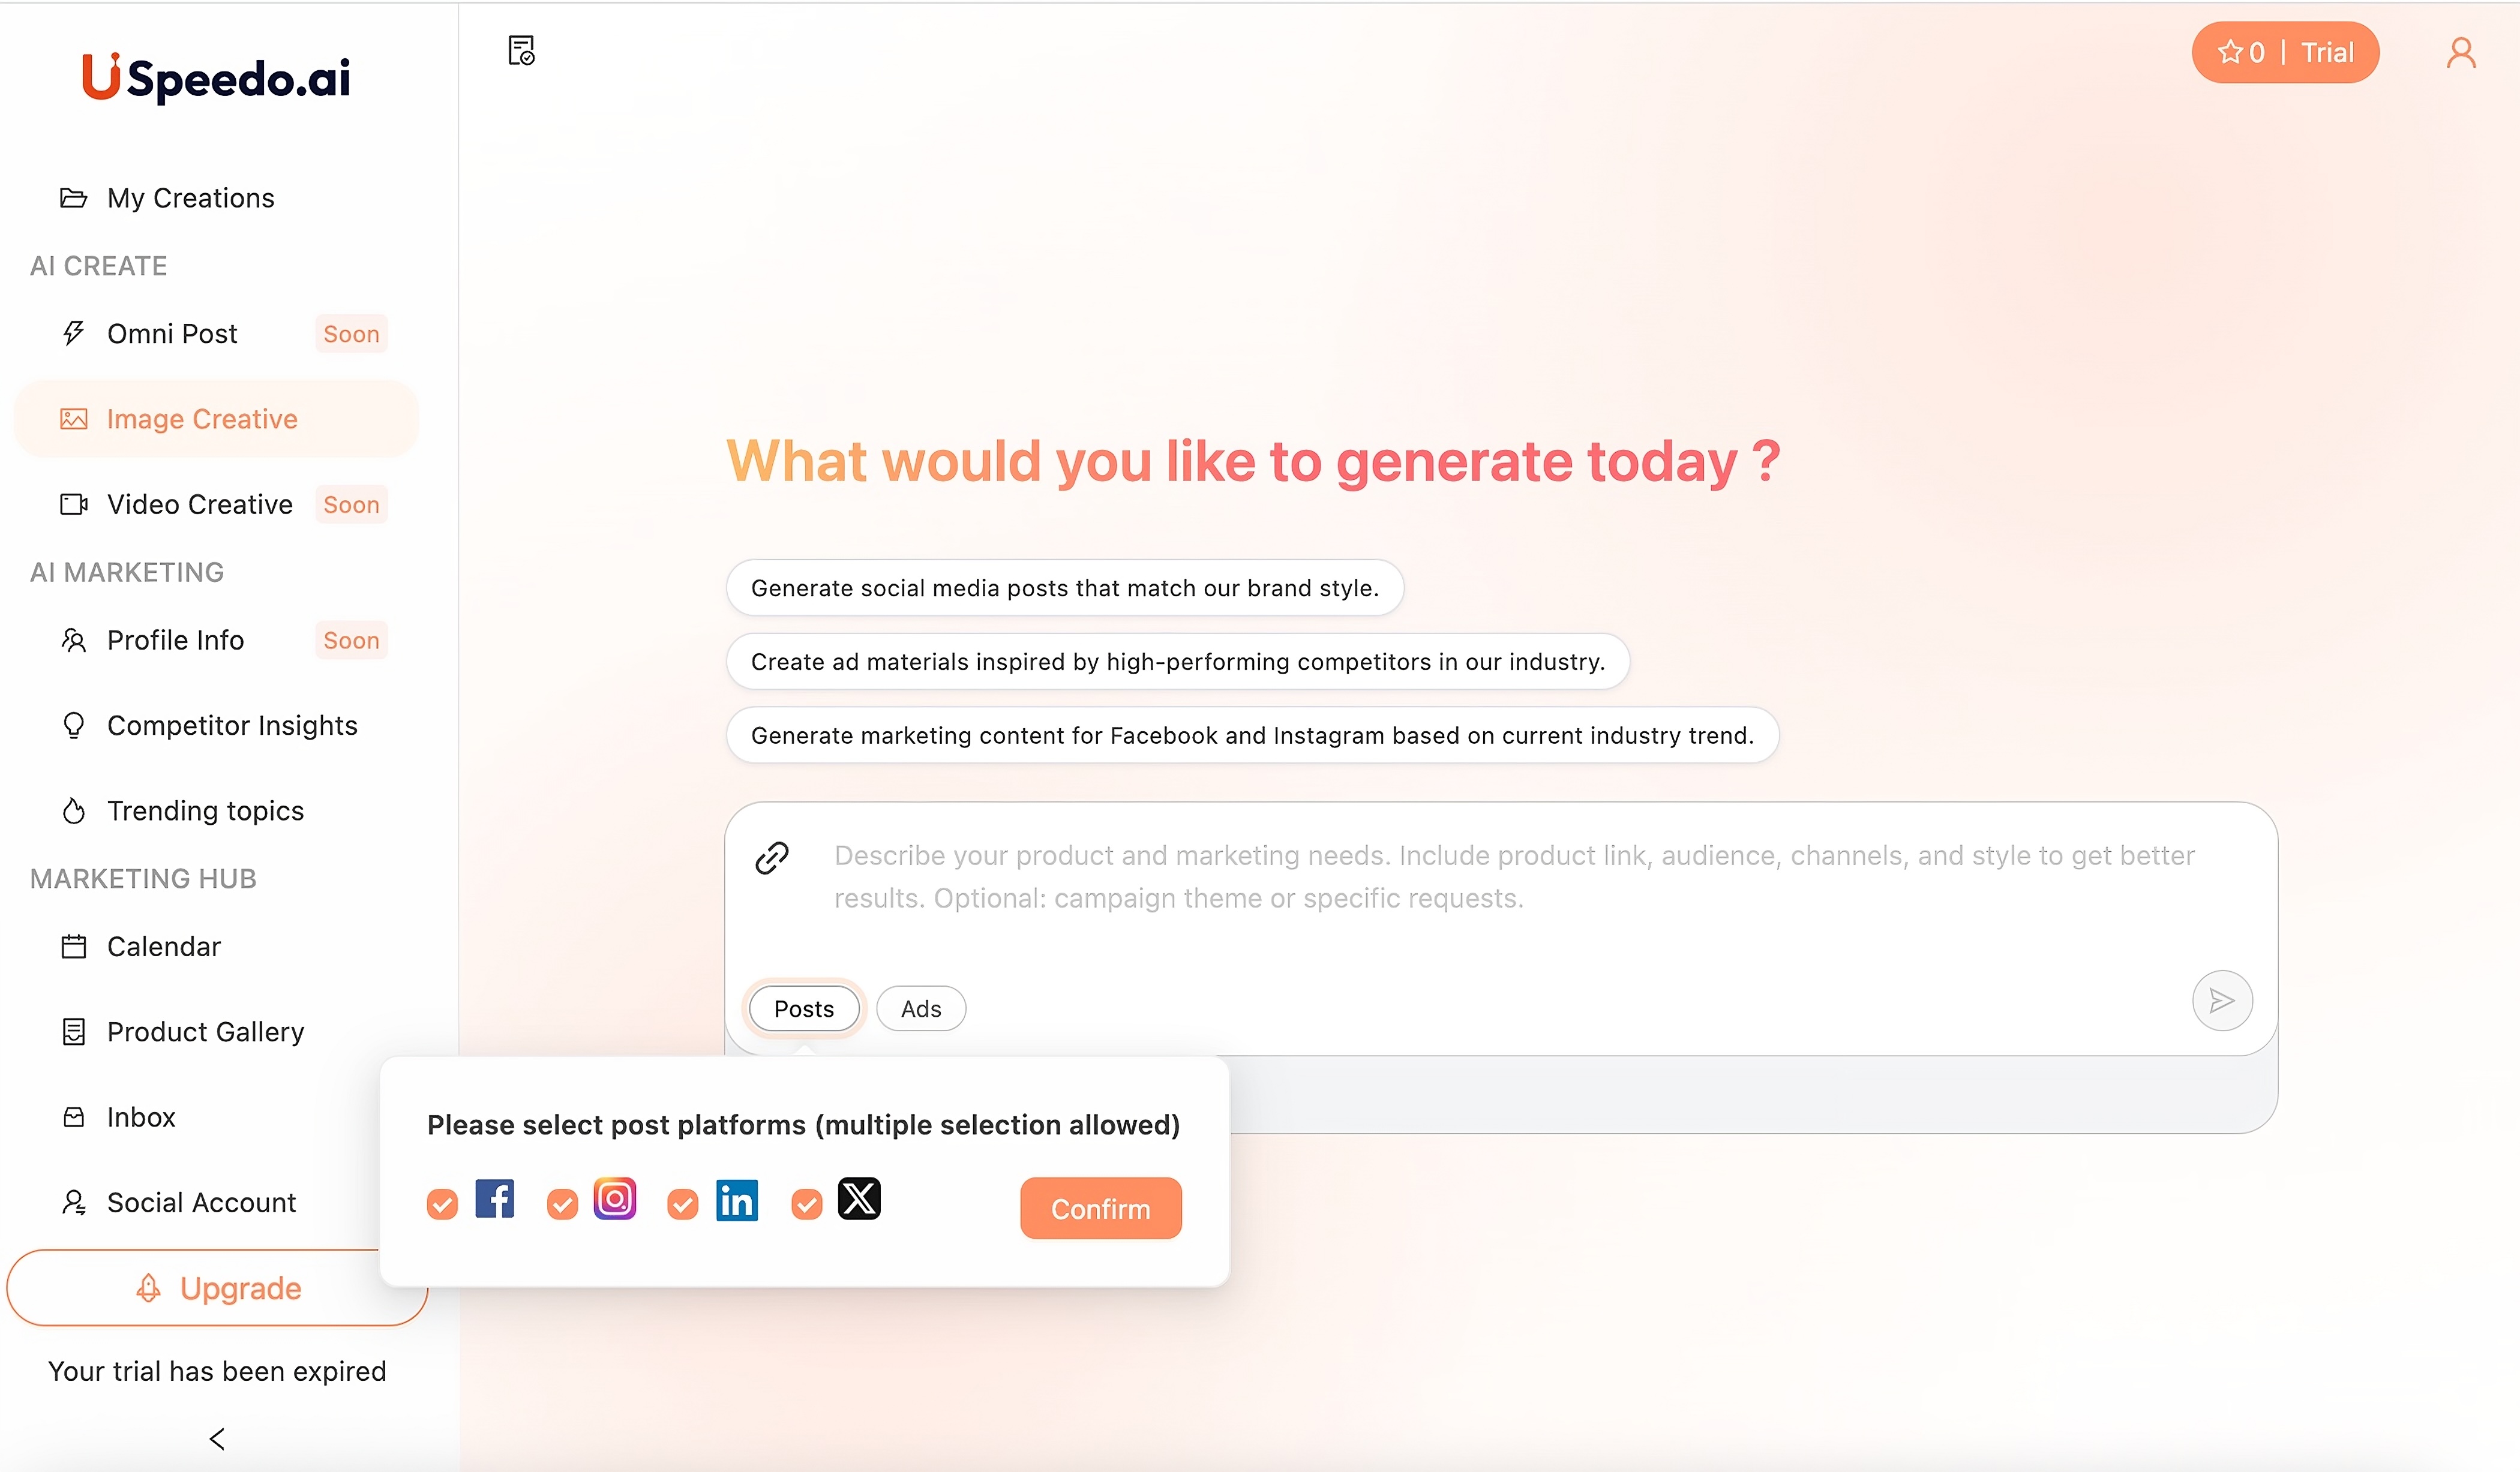 USpeedo.ai
☆0 | Trial
My Creations
AI CREATE
Omni Post Soon
Image Creative
Video Creative Soon
AI MARKETING
Profile Info Soon
Competitor Insights
Trending topics
MARKETING HUB
Calendar
Product Gallery
Inbox
Social Account
Upgrade
Your trial has been expired
What would you like to generate today ?
Generate social media posts that match our brand style.
Create ad materials inspired by high-performing competitors in our industry.
Generate marketing content for Facebook and Instagram based on current industry trend.
Describe your product and marketing needs. Include product link, audience, channels, and style to get better
results. Optional: campaign theme or specific requests.
Posts Ads
Please select post platforms (multiple selection allowed)
Confirm